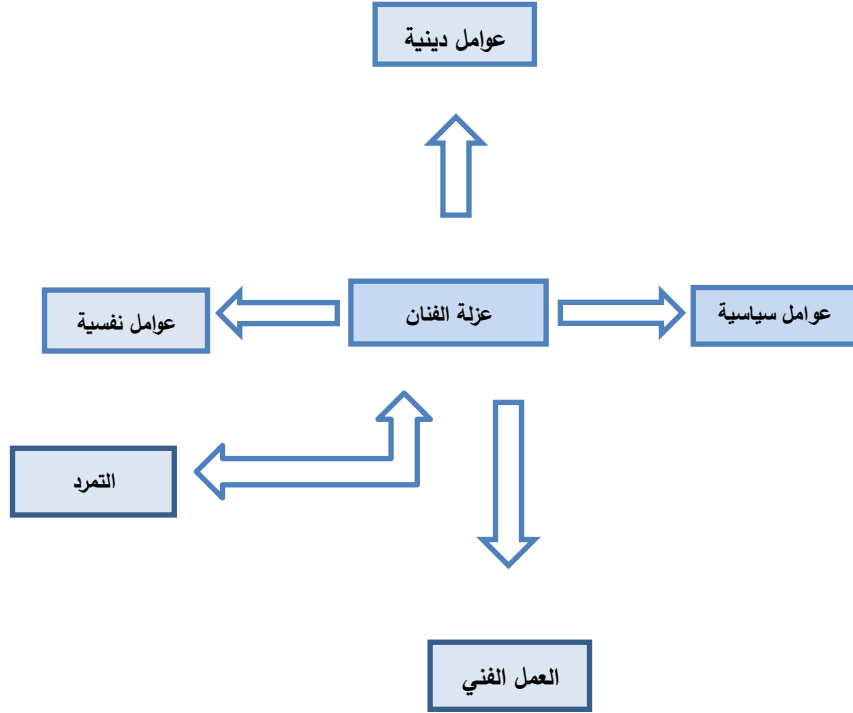 عوامل دينية
عوامل سياسية
عزلة الفنان
عوامل نفسية
التمرد
العمل الفني